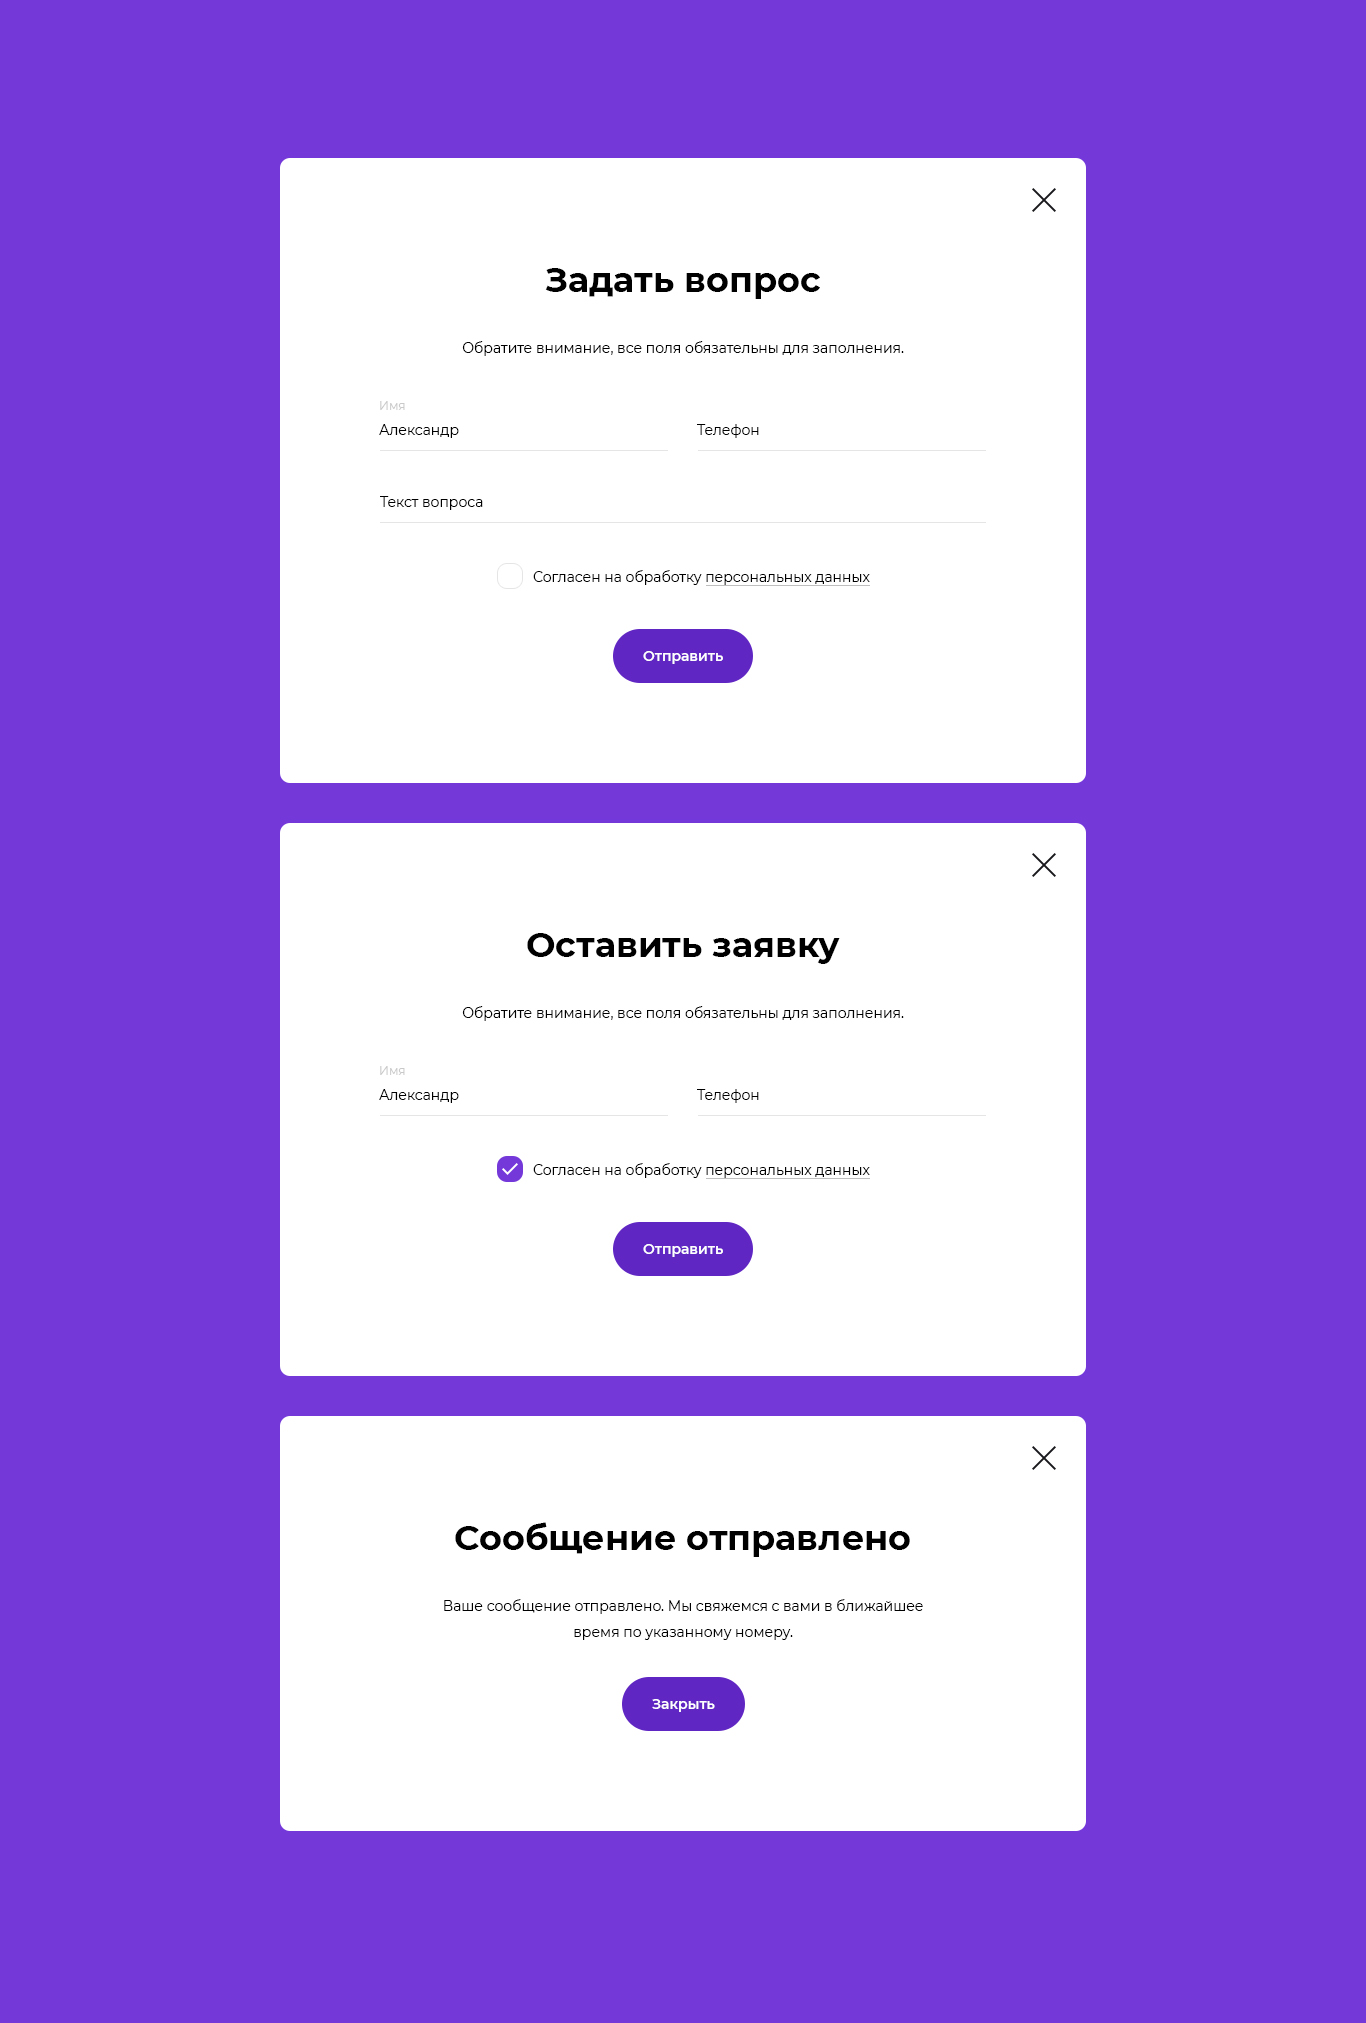 Задать вопрос
Обратите внимание, все поля обязательны для заполнения.
Имя
Александр
Телефон
Текст вопроса
Согласен на обработку персональных данных
Отправить
Оставить заявку
Обратите внимание, все поля обязательны для заполнения.
Имя
Александр
Телефон
Согласен на обработку персональных данных
Отправить
Сообщение отправлено
Ваше сообщение отправлено. Мы свяжемся с вами в ближайшее
время по указанному номеру.
Закрыть